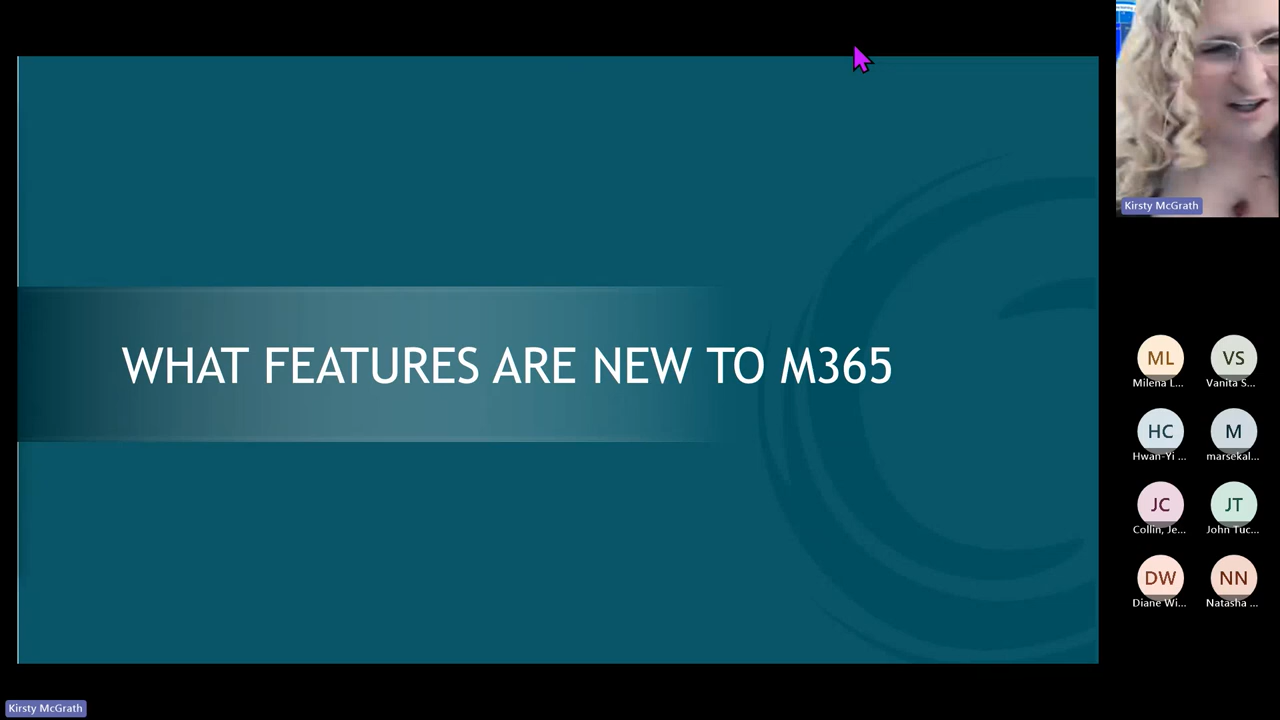 WHAT FEATURES ARE NEW TO M365
Kirsty McGrath
ML
VS
Milena L...
Vanita S...
HC
M
Hwan-Yi ...
marsekal...
JC
JT
Collin, Je...
John Tuc...
DW
NN
Diane Wi...
Natasha ...
Kirsty McGrath